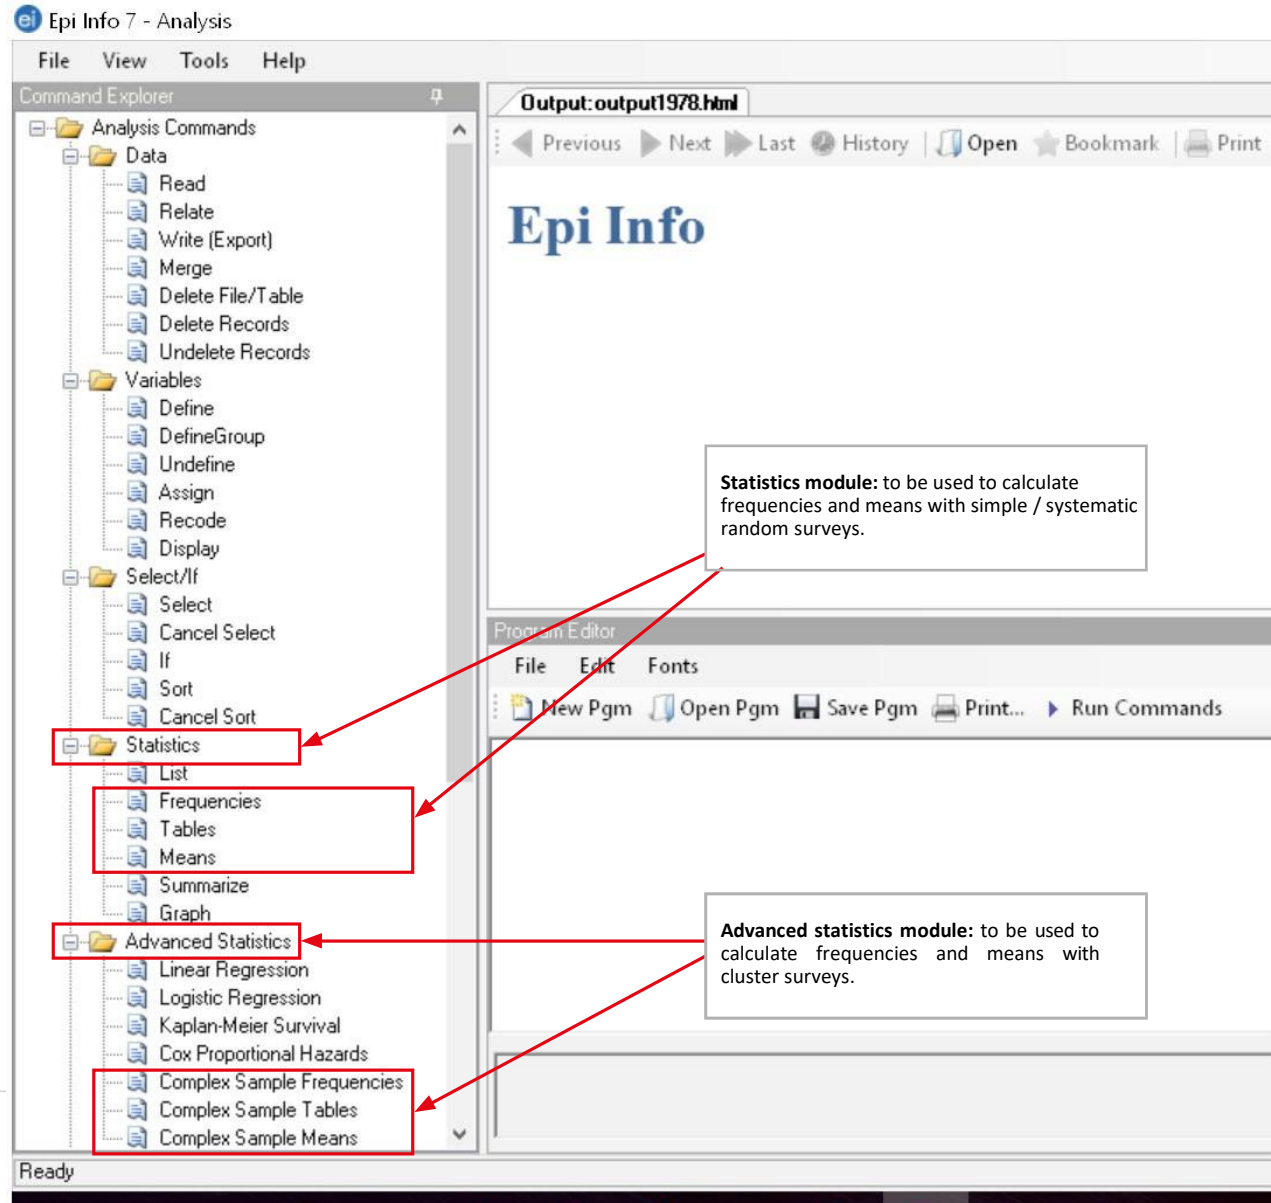 ei Epi Info 7 - Analysis
File View Tools Help
Command Explorer
Analysis Commands
Data
Read
Relate
Write (Export)
Merge
Delete File/Table
Delete Records
Undelete Records
Variables
Define
DefineGroup
Undefine
Assign
Recode
Display
Select/If
Select
Cancel Select
If
Sort
Cancel Sort
Statistics
List
Frequencies
Tables
Means
Summarize
Graph
Advanced Statistics
Linear Regression
Logistic Regression
Kaplan-Meier Survival
Cox Proportional Hazards
Complex Sample Frequencies
Complex Sample Tables
Complex Sample Means
Output: output1978.html
Previous Next Last History Open Bookmark Print
Epi Info
Statistics module: to be used to calculate
frequencies and means with simple / systematic
random surveys.
Program Editor
File Edit Fonts
New Pgm Open Pgm Save Pgm Print... Run Commands
Advanced statistics module: to be used to
calculate frequencies and means with
cluster surveys.
Ready